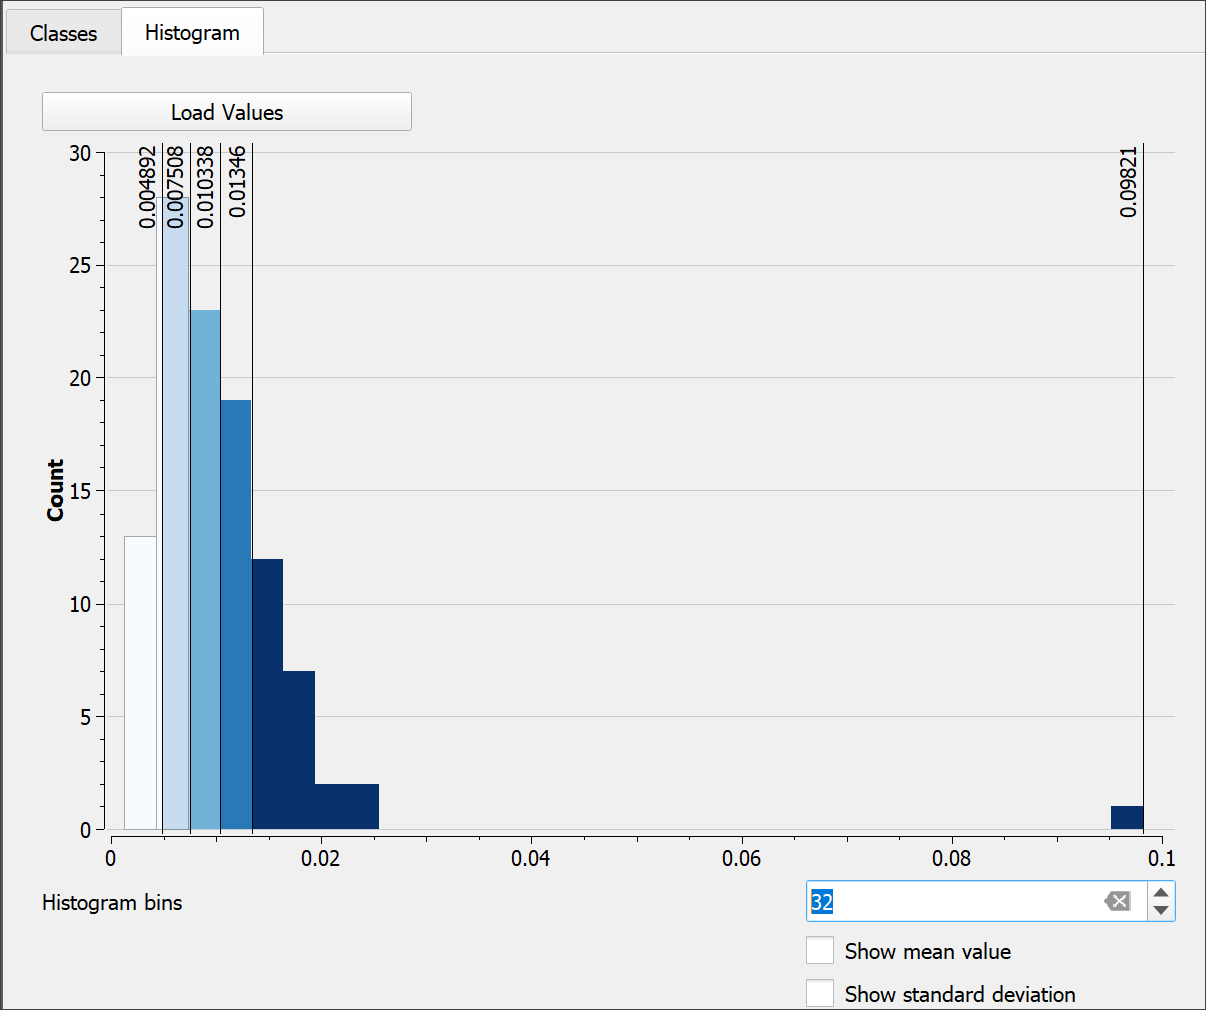 Classes Histogram
Load Values
0.004892 0.007508 0.010338 0.01346 0.09821
30
25
20
15
10
5
0
Count
0 0.02 0.04 0.06 0.08 0.1
Histogram bins 32
Show mean value
Show standard deviation